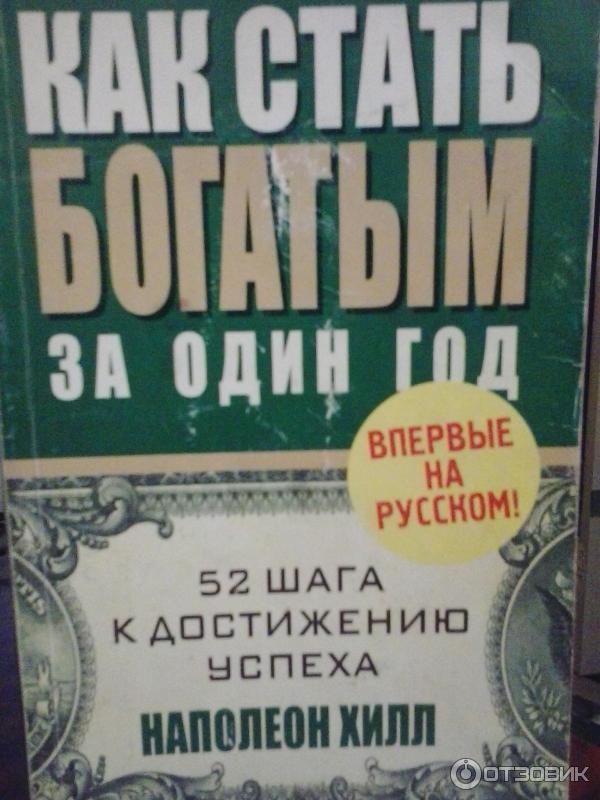 КАК СТАТЬ
БОГАТЫМ
ЗА ОДИН ГОД
ВПЕРВЫЕ
НА
РУССКОМ!
52 ШАГА
К ДОСТИЖЕНИЮ
УСПЕХА
НАПОЛЕОН ХИЛЛ
ОТЗОВИК